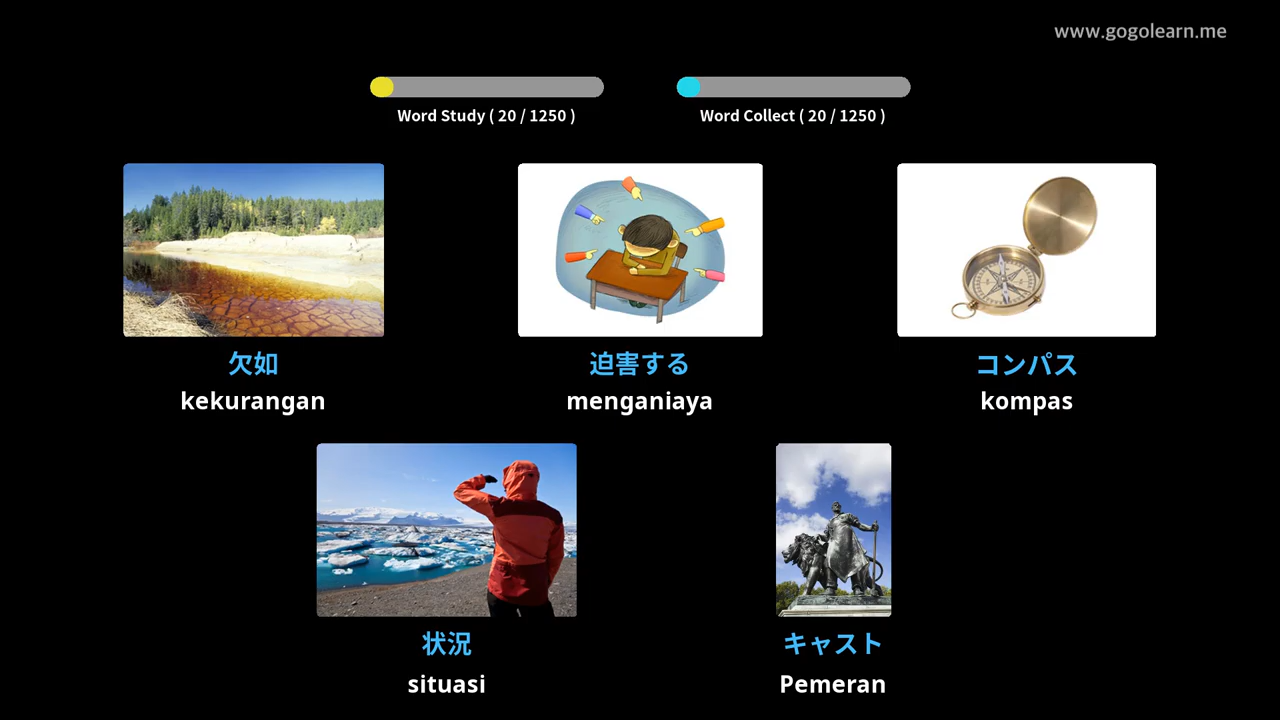 www.gogolearn.me
Word Study ( 20 / 1250 )
Word Collect ( 20 / 1250 )
欠如
kekurangan
迫害する
menganiaya
コンパス
kompas
状況
situasi
キャスト
Pemeran